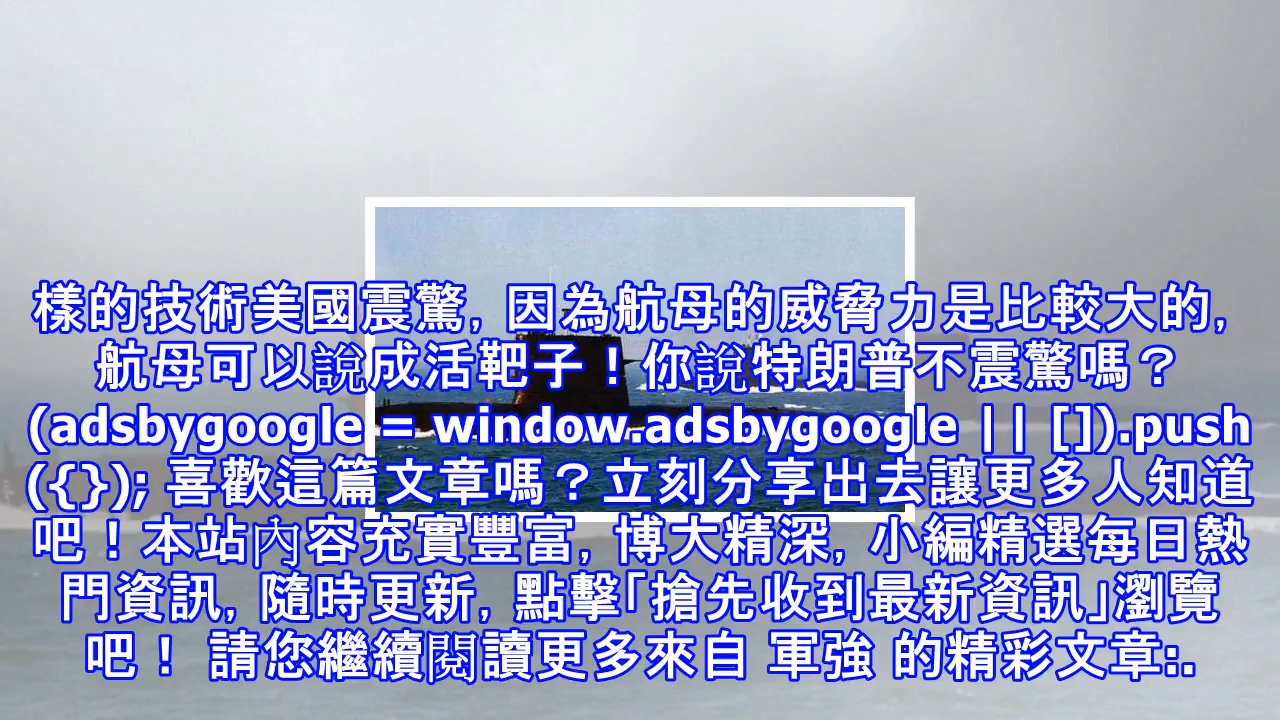 樣的技術美國震驚, 因為航母的威脅力是比較大的,
航母可以說成活靶子！你說特朗普不震驚嗎？
(adsbygoogle = window.adsbygoogle || []).push
({}); 喜歡這篇文章嗎？立刻分享出去讓更多人知道
吧！本站內容充實豐富, 博大精深, 小編精選每日熱
門資訊, 隨時更新, 點擊「搶先收到最新資訊」瀏覽
吧！ 請您繼續閱讀更多來自 軍強 的精彩文章:.